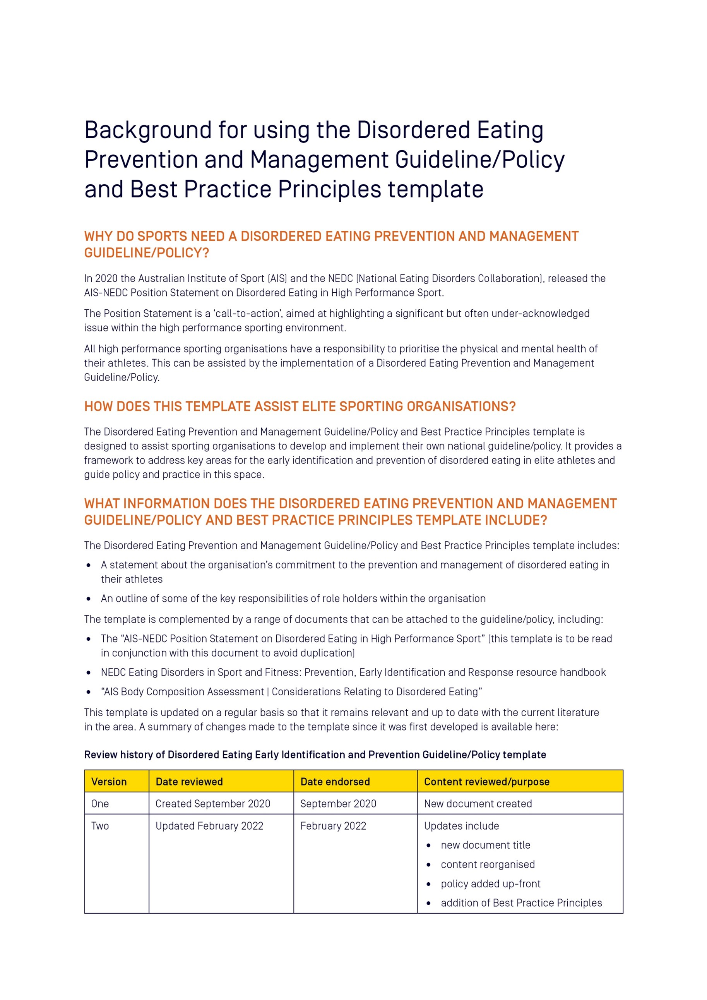 Background for using the Disordered Eating
Prevention and Management Guideline/Policy
and Best Practice Principles template
WHY DO SPORTS NEED A DISORDERED EATING PREVENTION AND MANAGEMENT
GUIDELINE/POLICY?
In 2020 the Australian Institute of Sport (AIS) and the NEDC (National Eating Disorders Collaboration), released the
AIS-NEDC Position Statement on Disordered Eating in High Performance Sport.
The Position Statement is a ‘call-to-action’, aimed at highlighting a significant but often under-acknowledged
issue within the high performance sporting environment.
All high performance sporting organisations have a responsibility to prioritise the physical and mental health of
their athletes. This can be assisted by the implementation of a Disordered Eating Prevention and Management
Guideline/Policy.
HOW DOES THIS TEMPLATE ASSIST ELITE SPORTING ORGANISATIONS?
The Disordered Eating Prevention and Management Guideline/Policy and Best Practice Principles template is
designed to assist sporting organisations to develop and implement their own national guideline/policy. It provides a
framework to address key areas for the early identification and prevention of disordered eating in elite athletes and
guide policy and practice in this space.
WHAT INFORMATION DOES THE DISORDERED EATING PREVENTION AND MANAGEMENT
GUIDELINE/POLICY AND BEST PRACTICE PRINCIPLES TEMPLATE INCLUDE?
The Disordered Eating Prevention and Management Guideline/Policy and Best Practice Principles template includes:
• A statement about the organisation’s commitment to the prevention and management of disordered eating in
their athletes
• An outline of some of the key responsibilities of role holders within the organisation
The template is complemented by a range of documents that can be attached to the guideline/policy, including:
• The “AIS-NEDC Position Statement on Disordered Eating in High Performance Sport” (this template is to be read
in conjunction with this document to avoid duplication)
• NEDC Eating Disorders in Sport and Fitness: Prevention, Early Identification and Response resource handbook
• “AIS Body Composition Assessment | Considerations Relating to Disordered Eating”
This template is updated on a regular basis so that it remains relevant and up to date with the current literature
in the area. A summary of changes made to the template since it was first developed is available here:
Review history of Disordered Eating Early Identification and Prevention Guideline/Policy template
Version Date reviewed Date endorsed Content reviewed/purpose
One Created September 2020 September 2020 New document created
Two Updated February 2022 February 2022 Updates include
• new document title
• content reorganised
• policy added up-front
• addition of Best Practice Principles